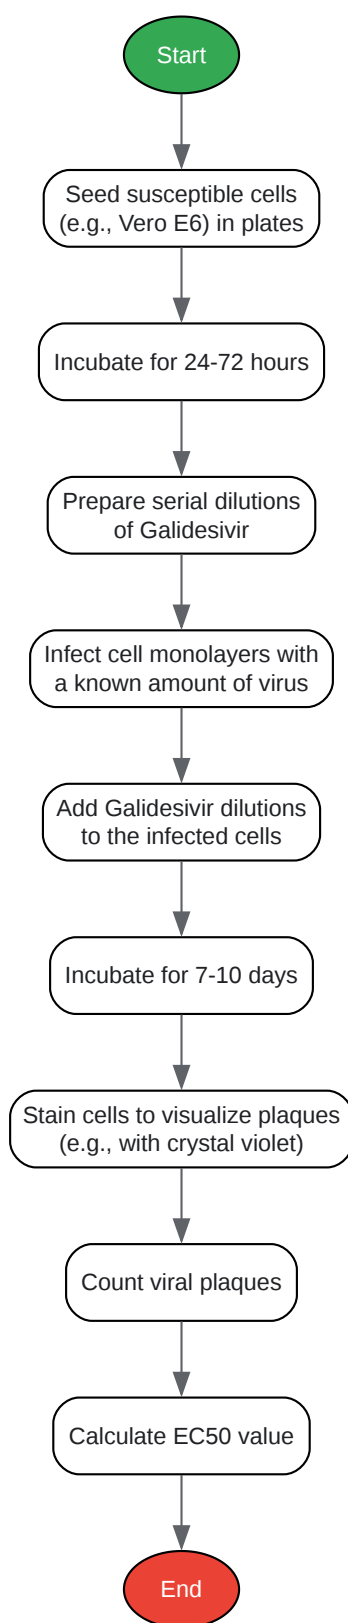 Start
Seed susceptible cells
(e.g., Vero E6) in plates
Incubate for 24-72 hours
Prepare serial dilutions
of Galidesivir
Infect cell monolayers with
a known amount of virus
Add Galidesivir dilutions
to the infected cells
Incubate for 7-10 days
Stain cells to visualize plaques
(e.g., with crystal violet)
Count viral plaques
Calculate EC50 value
End